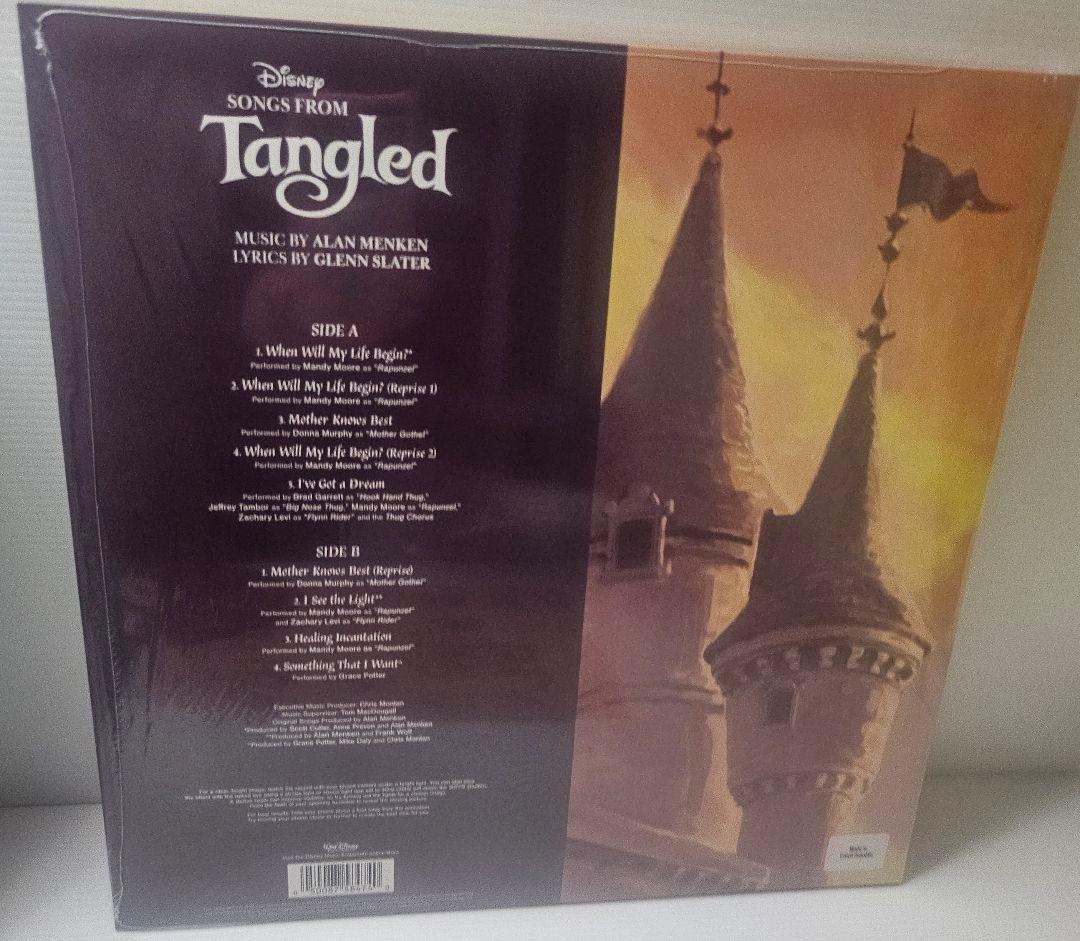 Disney
SONGS FROM
Tangled
MUSIC BY ALAN MENKEN
LYRICS BY GLENN SLATER
SIDE A
1. When Will My Life Begin?*
Performed by Mandy Moore as "Rapunzel"
2. When Will My Life Begin? (Reprise 1)
Performed by Mandy Moore as "Rapunzel"
3. Mother Knows Best
Performed by Donna Murphy as "Mother Gothel"
4. When Will My Life Begin? (Reprise 2)
Performed by Mandy Moore as "Rapunzel"
5. I've Got a Dream
Performed by Brad Garrett as "Hook Hand Thug,"
Jeffrey Tambor as "Big Nose Thug," Mandy Moore as "Rapunzel,"
Zachary Levi as "Flynn Rider" and the Thug Chorus
SIDE B
1. Mother Knows Best (Reprise)
Performed by Donna Murphy as "Mother Gothel"
2. I See the Light**
Performed by Mandy Moore as "Rapunzel"
and Zachary Levi as "Flynn Rider"
3. Healing Incantation
Performed by Mandy Moore as "Rapunzel"
4. Something That I Want^
Performed by Grace Potter
Executive Music Producer: Chris Montan
Music Supervisor: Tom MacDougall
Original Songs Produced by Alan Menken
*Produced by Scott Cutler, Anne Preven and Alan Menken
**Produced by Alan Menken and Frank Wolf
^Produced by Grace Potter, Mike Daly and Chris Montan
Walt Disney
Made in
Czech Republic